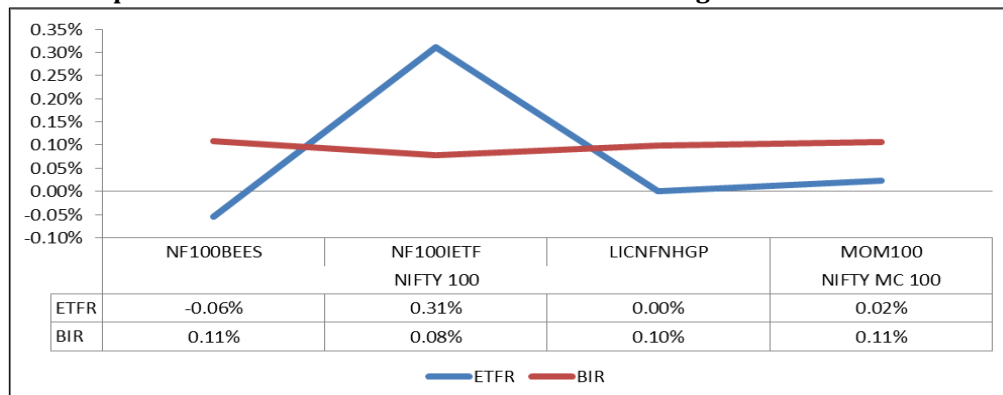 0.35%
0.30%
0.25%
0.20%
0.15%
0.10%
0.05%
0.00%
-0.05%
-0.10%
NF100BEES NF100IETF LICNFNHGP MOM100
NIFTY 100 NIFTY MC 100
ETFR -0.06% 0.31% 0.00% 0.02%
BIR 0.11% 0.08% 0.10% 0.11%
ETFR BIR